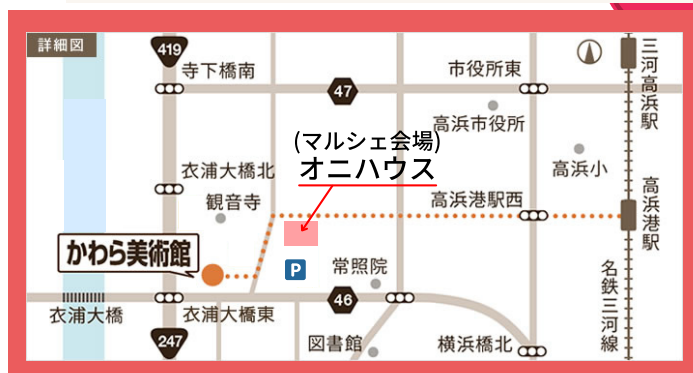 詳細図
419
寺下橋南
47
市役所東
三河高浜駅
高浜市役所
(マルシェ会場)
オニハウス
高浜小
衣浦大橋北
観音寺
高浜港駅西
高浜港駅
かわら美術館
P
常照院
名鉄三河線
衣浦大橋
衣浦大橋東
46
247
図書館
横浜橋北